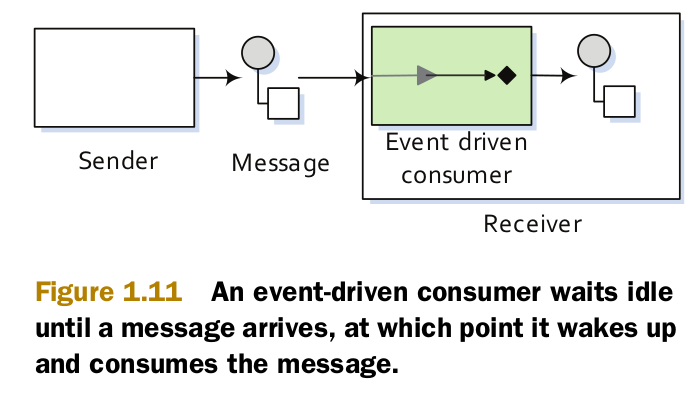 Sender
Message
Event driven
consumer
Receiver
Figure 1.11 An event-driven consumer waits idle
until a message arrives, at which point it wakes up
and consumes the message.